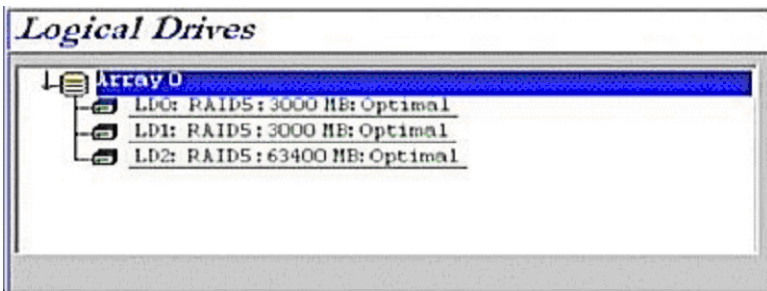 Logical Drives
Array 0
LD0: RAID5:3000 MB:Optimal
LD1: RAID5:3000 MB:Optimal
LD2: RAID5:63400 MB:Optimal